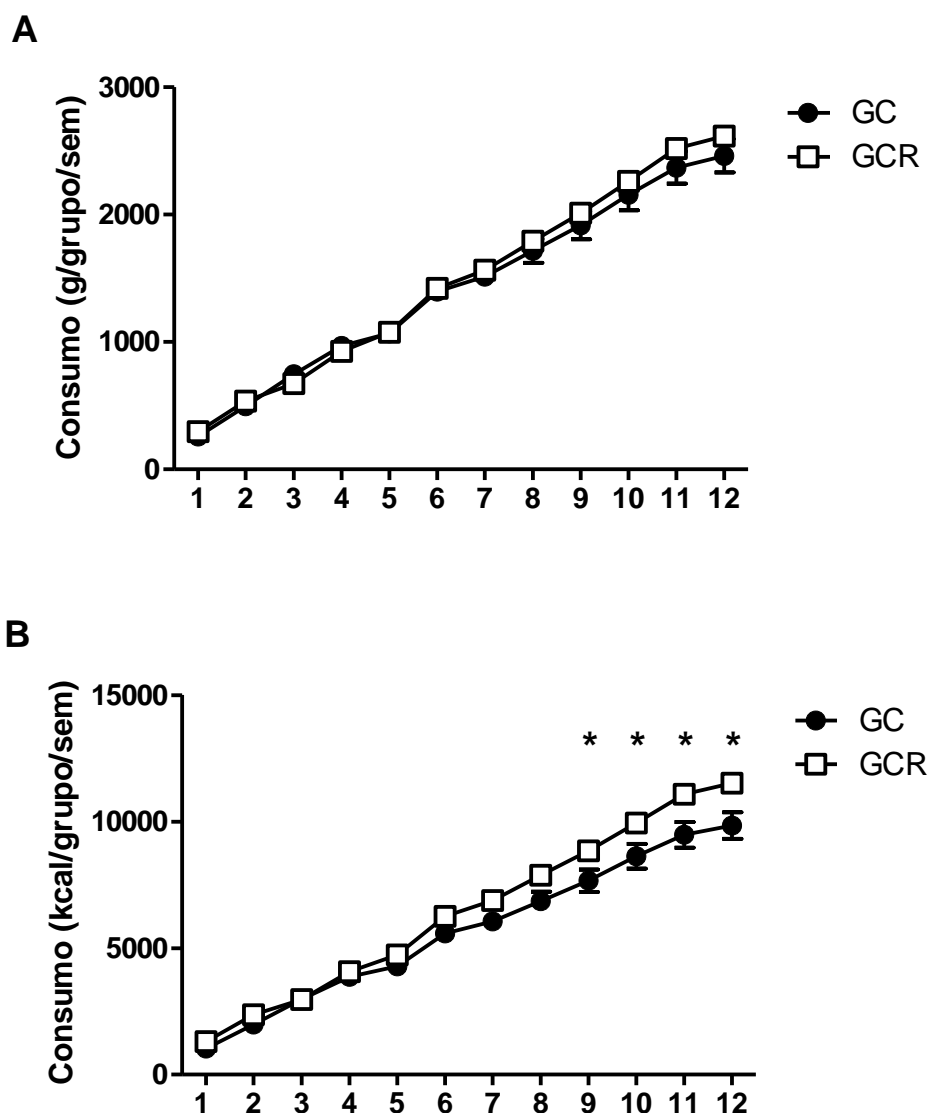 A
Consumo (g/grupo/sem)
3000
2000
1000
0
1 2 3 4 5 6 7 8 9 10 11 12
GC
GCR
B
Consumo (kcal/grupo/sem)
15000
10000
5000
0
* * * *
1 2 3 4 5 6 7 8 9 10 11 12
GC
GCR